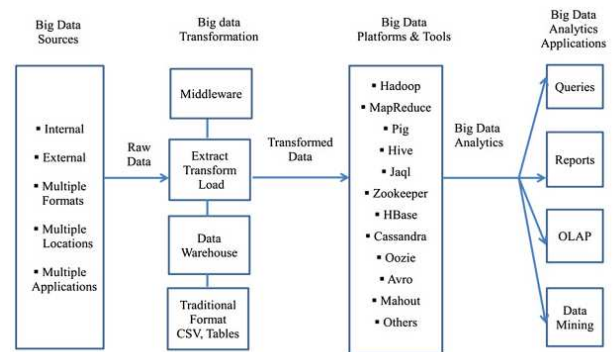 Big Data
Sources
Big data
Transformation
Big Data
Platforms & Tools
Big Data
Analytics
Applications
▪ Internal
▪ External
▪ Multiple
Formats
▪ Multiple
Locations
▪ Multiple
Applications
Raw
Data
Middleware
Extract
Transform
Load
Data
Warehouse
Traditional
Format
CSV, Tables
Transformed
Data
▪ Hadoop
▪ MapReduce
▪ Pig
▪ Hive
▪ Jaql
▪ Zookeeper
▪ HBase
▪ Cassandra
▪ Oozie
▪ Avro
▪ Mahout
▪ Others
Big Data
Analytics
Queries
Reports
OLAP
Data
Mining